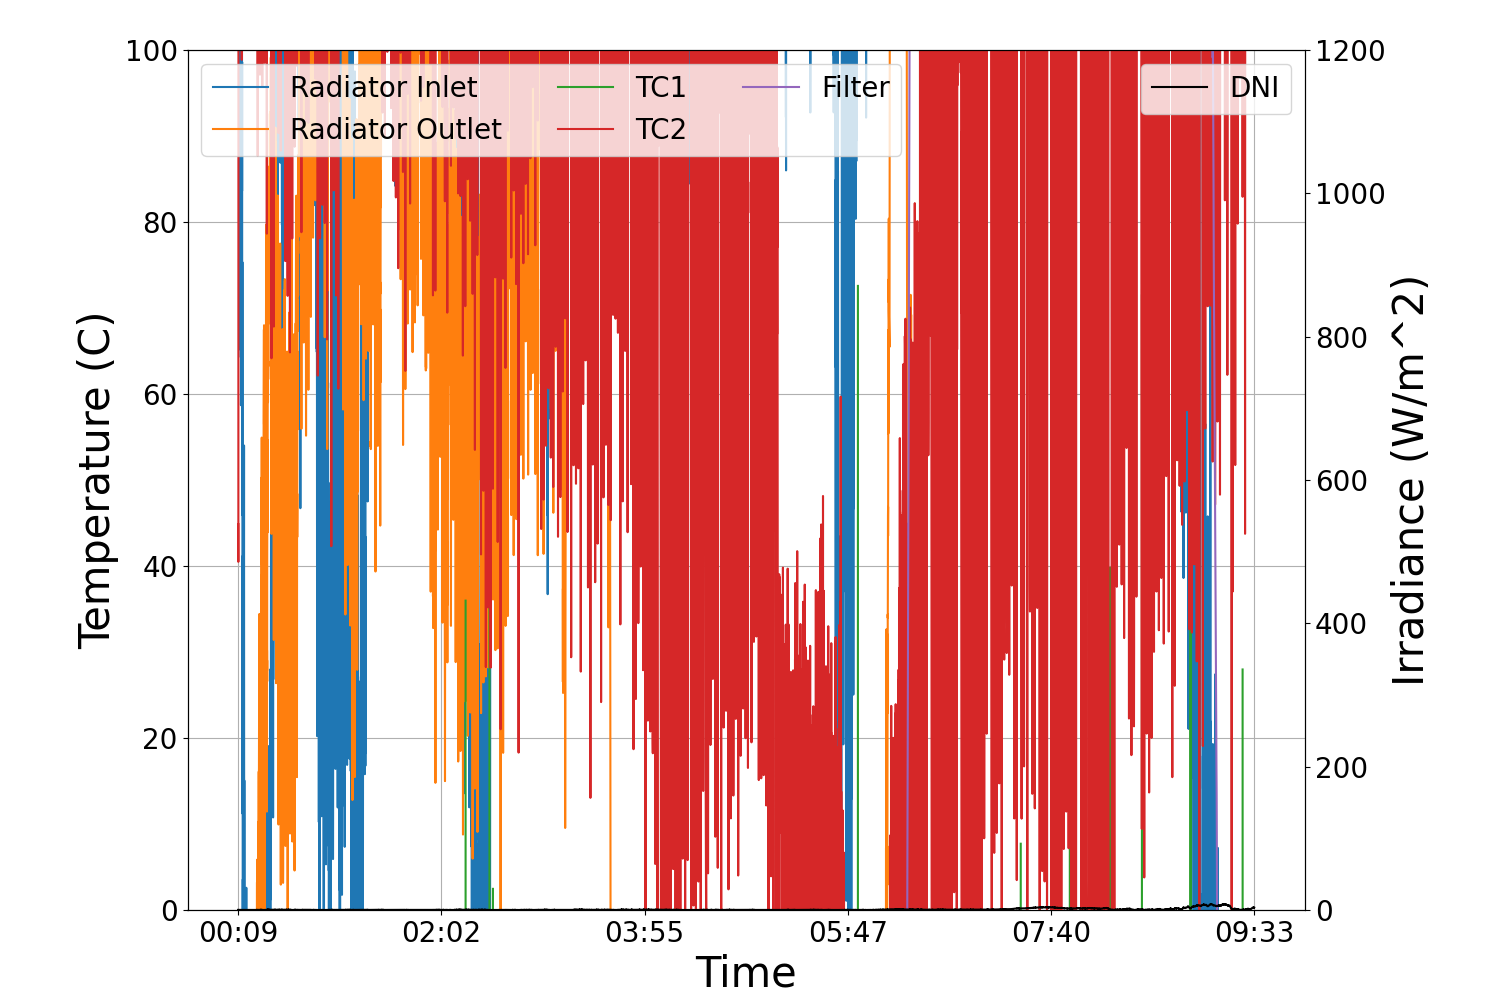 100
80
60
40
20
0
Temperature (C)
Radiator Inlet
Radiator Outlet
TC1
TC2
Filter
DNI
1200
1000
800
600
400
200
0
Irradiance (W/m^2)
00:09 02:02 03:55 05:47 07:40 09:33
Time